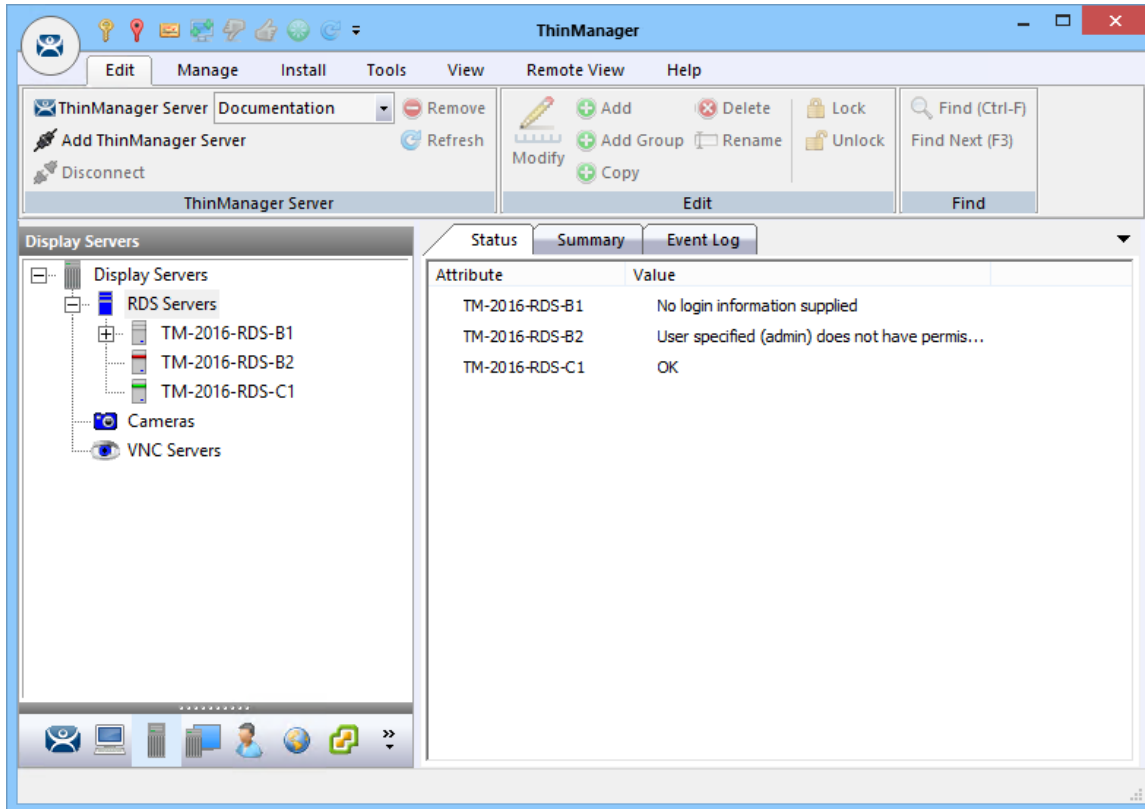 ThinManager
Edit Manage Install Tools View Remote View Help
ThinManager Server Documentation Remove
Add ThinManager Server Refresh
Disconnect
ThinManager Server
Modify
Add Delete Lock
Add Group Rename Unlock
Copy
Edit
Find (Ctrl-F)
Find Next (F3)
Find
Display Servers
Display Servers
RDS Servers
TM-2016-RDS-B1
TM-2016-RDS-B2
TM-2016-RDS-C1
Cameras
VNC Servers
Status Summary Event Log
Attribute Value
TM-2016-RDS-B1 No login information supplied
TM-2016-RDS-B2 User specified (admin) does not have permis...
TM-2016-RDS-C1 OK